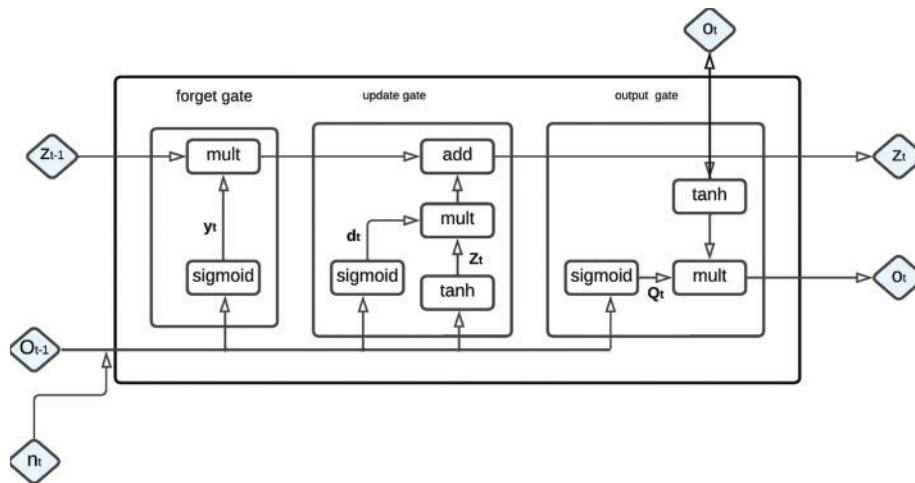 ot
forget gate
update gate
output gate
Zt-1
mult
add
Zt
tanh
yt
dt
mult
Zt
sigmoid
sigmoid
tanh
sigmoid
Qt
mult
ot
Ot-1
nt